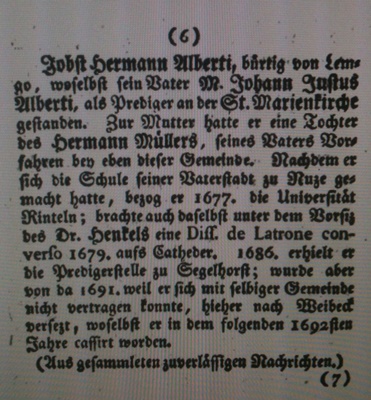 (6)
Jobst Hermann Alberti, bürtig von Lem-
go, woselbst sein Vater M. Johann Justus
Alberti, als Prediger an der St. Marienkirche
gestanden. Zur Mutter hatte er eine Tochter
des Hermann Müllers, seines Vaters Vor-
fahren bey eben dieser Gemeinde. Nachdem er
sich die Schule seiner Vaterstadt zu Nuze ge-
macht hatte, bezog er 1677. die Universität
Rinteln; brachte auch daselbst unter dem Vorsiz
des Dr. Henkels eine Diss. de Latrone con-
verso 1679. aufs Catheder. 1686. erhielt er
die Predigerstelle zu Segelhorst; wurde aber
von da 1691. weil er sich mit selbiger Gemeinde
nicht vertragen konnte, hieher nach Weibeck
versezt, woselbst er in dem folgenden 1692sten
Jahre cassirt worden.
(Aus gesammleten zuverlässigen Nachrichten.)
(7)